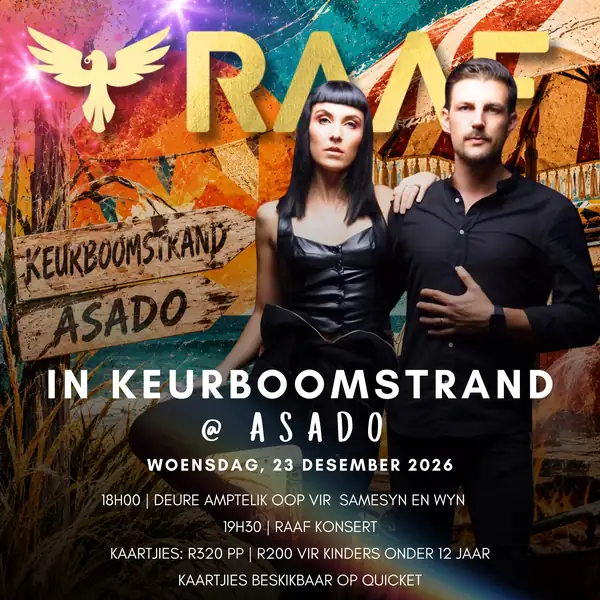 RAAF
KEURBOOMSTRAND
ASADO
IN KEURBOOMSTRAND
@ ASADO
WOENSDAG, 23 DESEMBER 2026
18H00 | DEURE AMPTELIK OOP VIR SAMESYN EN WYN
19H30 | RAAF KONSERT
KAARTJIES: R320 PP | R200 VIR KINDERS ONDER 12 JAAR
KAARTJIES BESKIKBAAR OP QUICKET